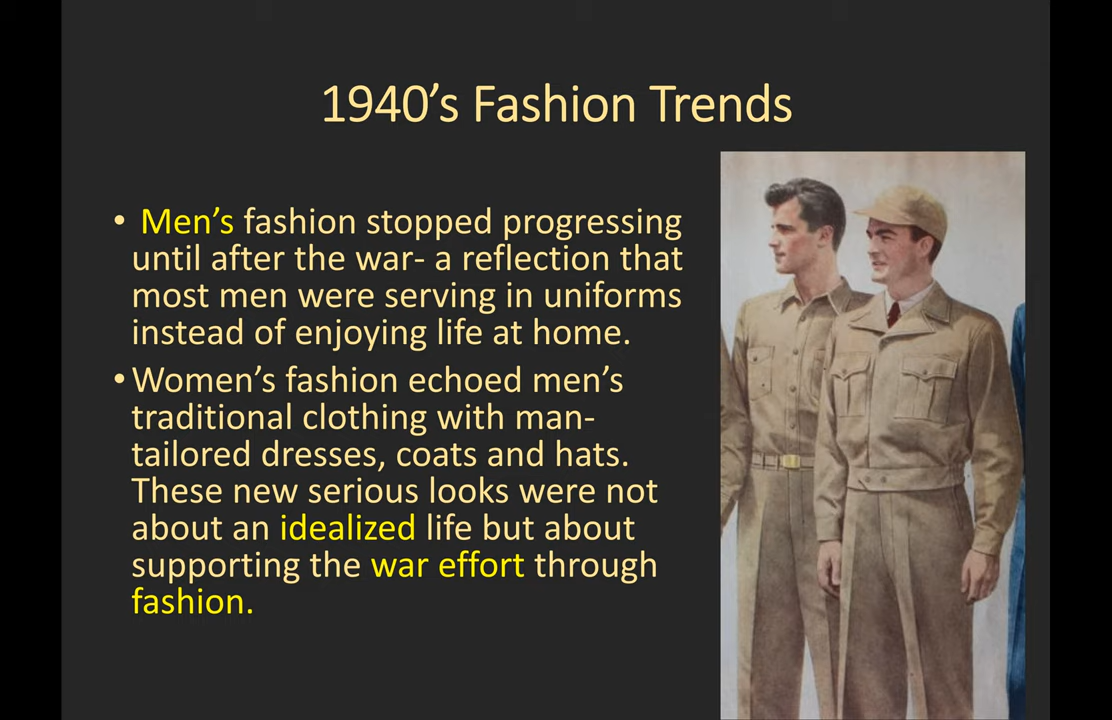 1940’s Fashion Trends
• Men’s fashion stopped progressing
until after the war- a reflection that
most men were serving in uniforms
instead of enjoying life at home.
•Women’s fashion echoed men’s
traditional clothing with man-
tailored dresses, coats and hats.
These new serious looks were not
about an idealized life but about
supporting the war effort through
fashion.